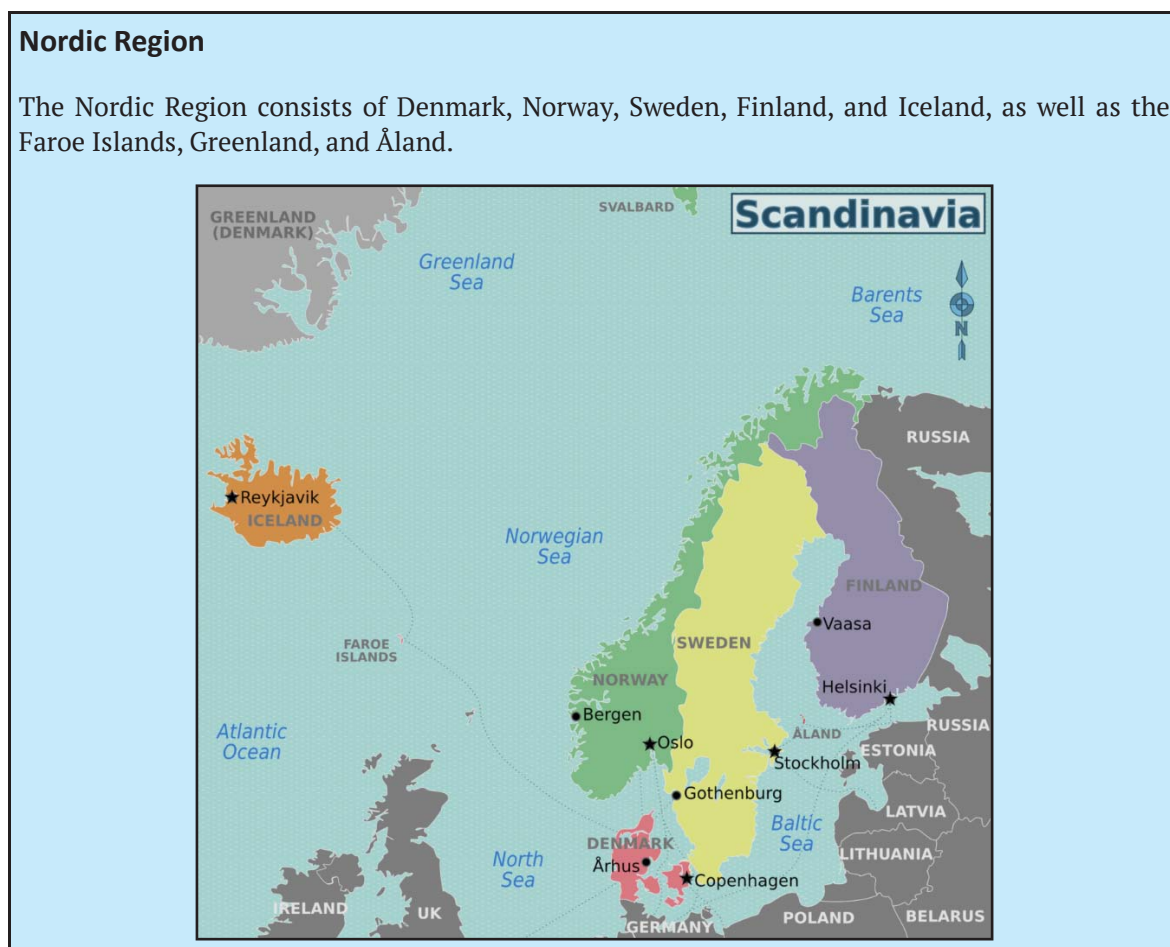 Nordic Region
The Nordic Region consists of Denmark, Norway, Sweden, Finland, and Iceland, as well as the
Faroe Islands, Greenland, and Åland.
Scandinavia
GREENLAND
(DENMARK)
SVALBARD
Greenland
Sea
Barents
Sea
N
RUSSIA
Reykjavik
ICELAND
Norwegian
Sea
FINLAND
Vaasa
FAROE
ISLANDS
SWEDEN
NORWAY
Helsinki
Bergen
Atlantic
Ocean
Oslo
ÅLAND
RUSSIA
ESTONIA
Stockholm
Gothenburg
LATVIA
Baltic
Sea
DENMARK
Århus
North
Sea
LITHUANIA
Copenhagen
IRELAND
UK
GERMANY
POLAND
BELARUS